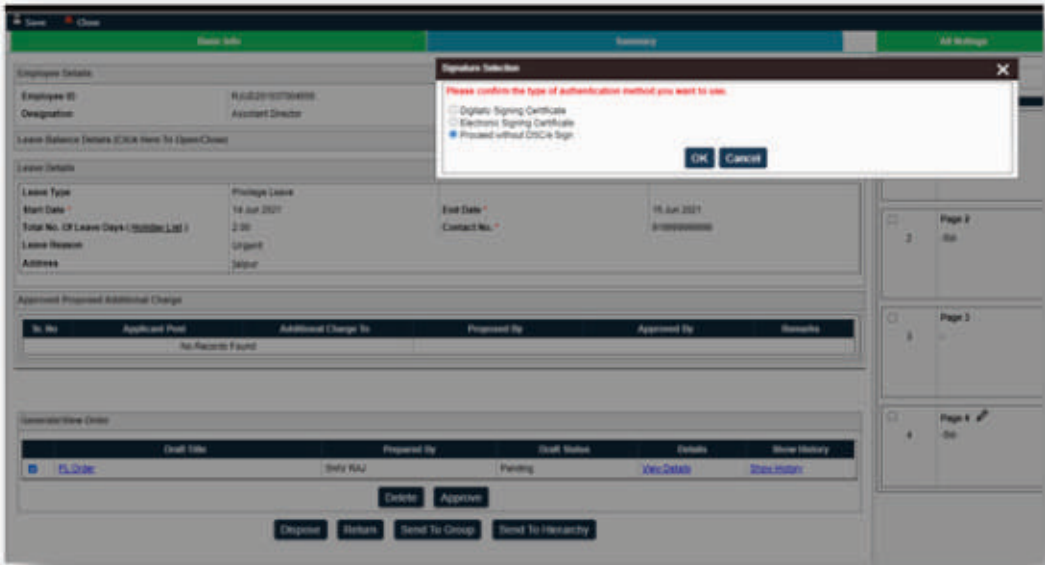 Save Close
Basic Info Summary All Notings
Employee Details
Employee ID
Designation Assistant Director
Leave Balance Details (Click Here To Open/Close)
Leave Details
Leave Type Privilege Leave
Start Date * 14 Jun 2021 End Date * 15 Jun 2021
Total No. Of Leave Days ( Holiday List ) 2.00 Contact No. *
Leave Reason Urgent
Address Jaipur
Approved Proposed Additional Charge
Sr. No Applicant Post Additional Charge To Proposed By Approved By Remarks
No Records Found
Generate/View Order
Draft Title Prepared By Draft Status Details Show History
PL Order RAJ Pending View Details Show History
Delete Approve
Dispose Return Send To Group Send To Hierarchy
Signature Selection X
Please confirm the type of authentication method you want to use.
Digitally Signing Certificate
Electronic Signing Certificate
Proceed without DSC/e Sign
OK Cancel
Page 2
2
Page 3
3
Page 4
4